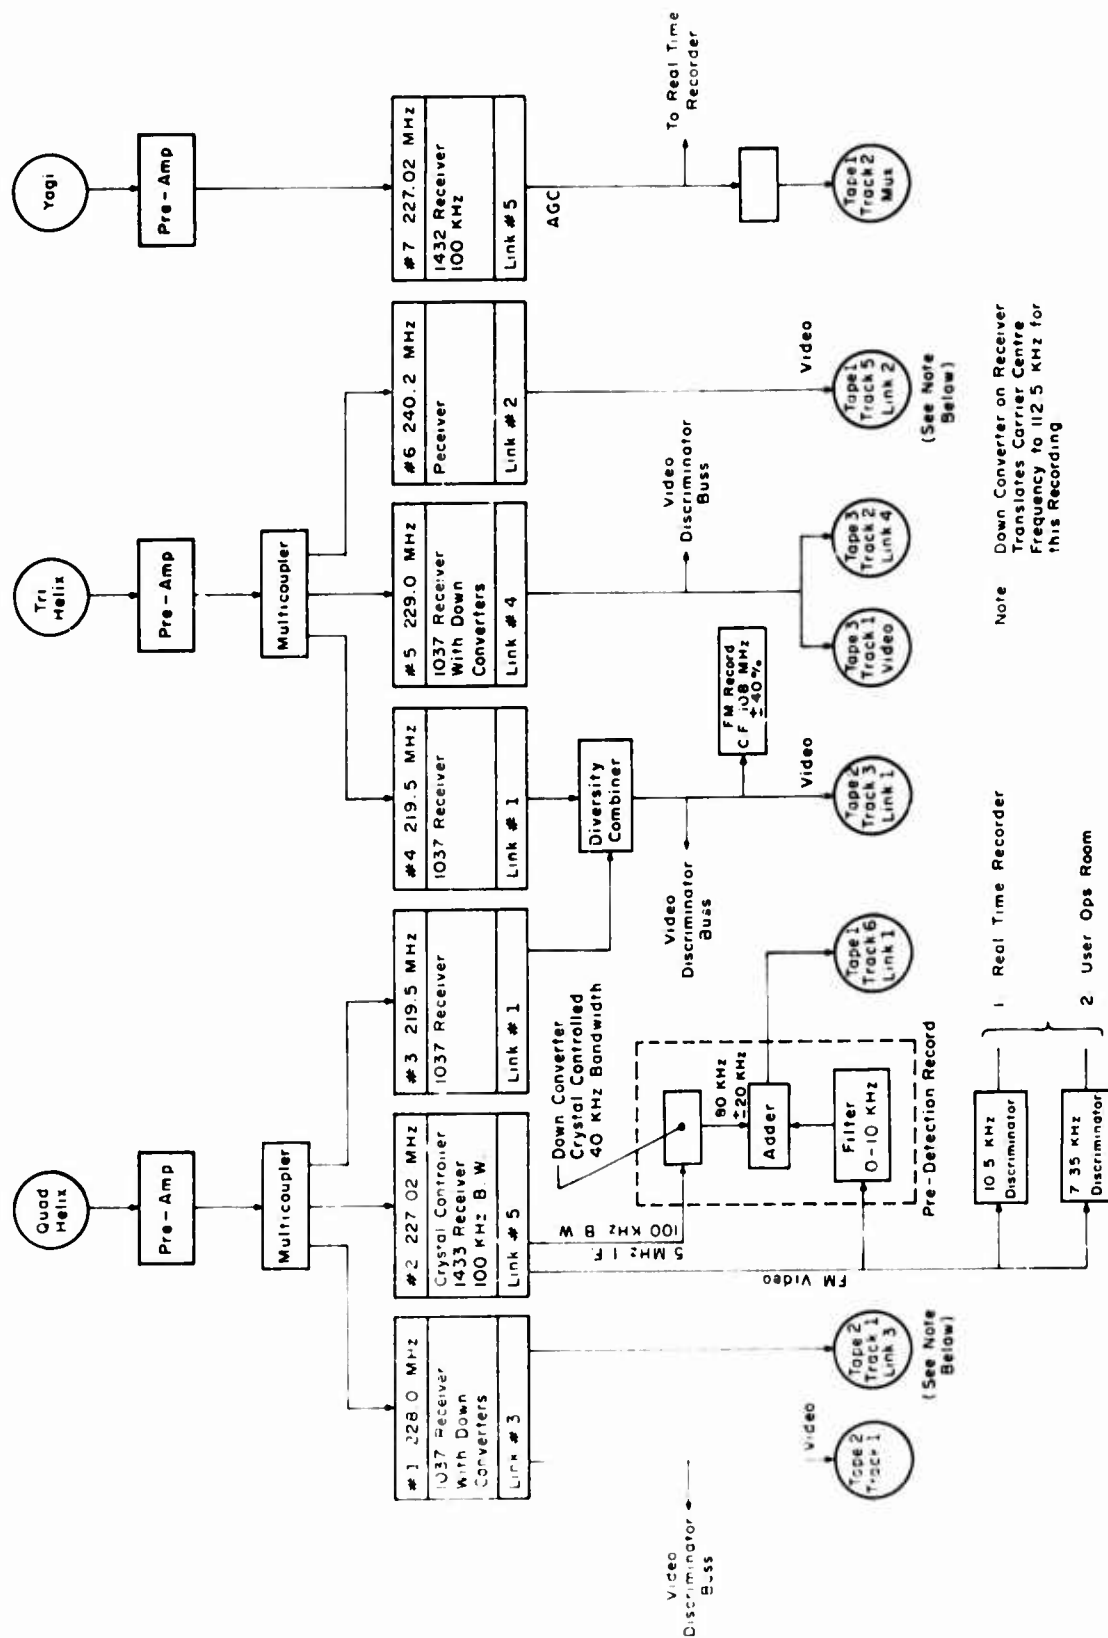 Quad
Helix
Tri
Helix
Yagi
Pre-Amp
Pre-Amp
Pre-Amp
Multicoupler
Multicoupler
#1 228.0 MHz
1037 Receiver
With Down
Converters
Link #3
#2 227 02 MHz
Crystal Controller
1433 Receiver
100 KHz B.W.
Link #5
#3 219.5 MHz
1037 Receiver
Link #1
#4 219.5 MHz
1037 Receiver
Link #1
#5 229.0 MHz
1037 Receiver
With Down
Converters
Link #4
#6 240.2 MHz
Receiver
Link #2
#7 227.02 MHz
1432 Receiver
100 KHz
Link #5
AGC
To Real Time
Recorder
Diversity
Combiner
Down Converter
Crystal Controlled
40 KHz Bandwidth
5 MHz I F
100 KHz B W
FM Video
80 KHz
±20 KHz
Adder
Filter
0-10 KHz
Pre-Detection Record
Video
Discriminator
Buss
Video
Discriminator
Buss
Video
Discriminator
Buss
FM Record
C F 108 MHz
±40%
Video
Video
Video
Tape 2
Track 1
Tape 2
Track 1
Link 3
(See Note
Below)
Tape 1
Track 6
Link 1
Tape 2
Track 3
Link 1
Tape 3
Track 1
Video
Tape 3
Track 2
Link 4
Tape 1
Track 5
Link 2
(See Note
Below)
Tape 1
Track 2
Mux
10 5 KHz
Discriminator
7 35 KHz
Discriminator
1 Real Time Recorder
2 User Ops Room
Note Down Converter on Receiver
Translates Carrier Centre
Frequency to 112.5 KHz for
this Recording